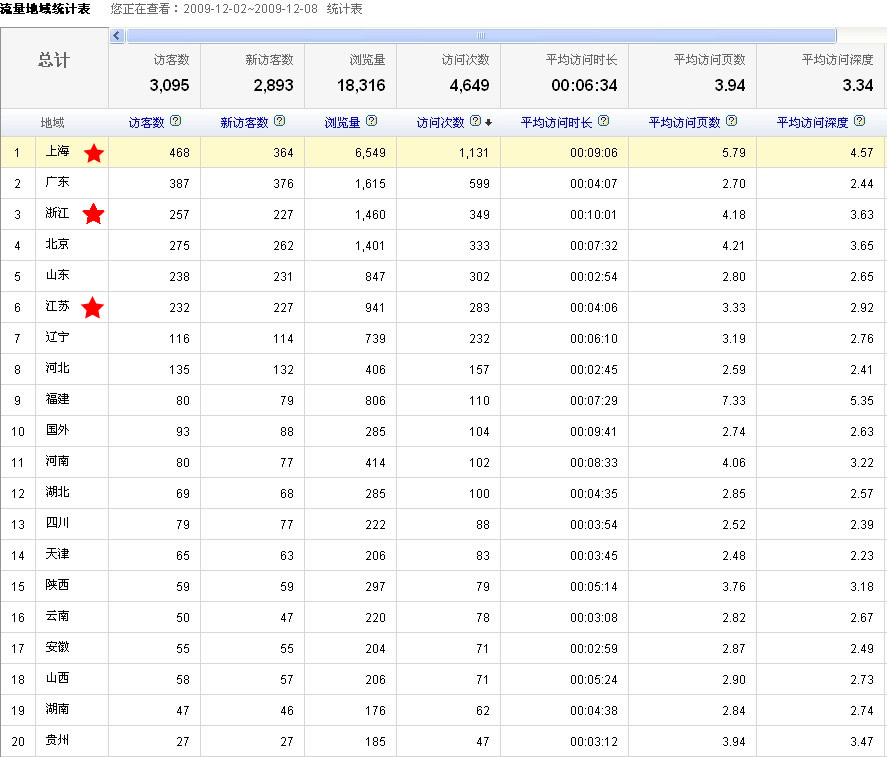 流量地域统计表 您正在查看：2009-12-02~2009-12-08 统计表
总计 访客数 新访客数 浏览量 访问次数 平均访问时长 平均访问页数 平均访问深度
3,095 2,893 18,316 4,649 00:06:34 3.94 3.34
地域 访客数 ? 新访客数 ? 浏览量 ? 访问次数 ? 平均访问时长 ? 平均访问页数 ? 平均访问深度 ?
1 上海 468 364 6,549 1,131 00:09:06 5.79 4.57
2 广东 387 376 1,615 599 00:04:07 2.70 2.44
3 浙江 257 227 1,460 349 00:10:01 4.18 3.63
4 北京 275 262 1,401 333 00:07:32 4.21 3.65
5 山东 238 231 847 302 00:02:54 2.80 2.65
6 江苏 232 227 941 283 00:04:06 3.33 2.92
7 辽宁 116 114 739 232 00:06:10 3.19 2.76
8 河北 135 132 406 157 00:02:45 2.59 2.41
9 福建 80 79 806 110 00:07:29 7.33 5.35
10 国外 93 88 285 104 00:09:41 2.74 2.63
11 河南 80 77 414 102 00:08:33 4.06 3.22
12 湖北 69 68 285 100 00:04:35 2.85 2.57
13 四川 79 77 222 88 00:03:54 2.52 2.39
14 天津 65 63 206 83 00:03:45 2.48 2.23
15 陕西 59 59 297 79 00:05:14 3.76 3.18
16 云南 50 47 220 78 00:03:08 2.82 2.67
17 安徽 55 55 204 71 00:02:59 2.87 2.49
18 山西 58 57 206 71 00:05:24 2.90 2.73
19 湖南 47 46 176 62 00:04:38 2.84 2.74
20 贵州 27 27 185 47 00:03:12 3.94 3.47